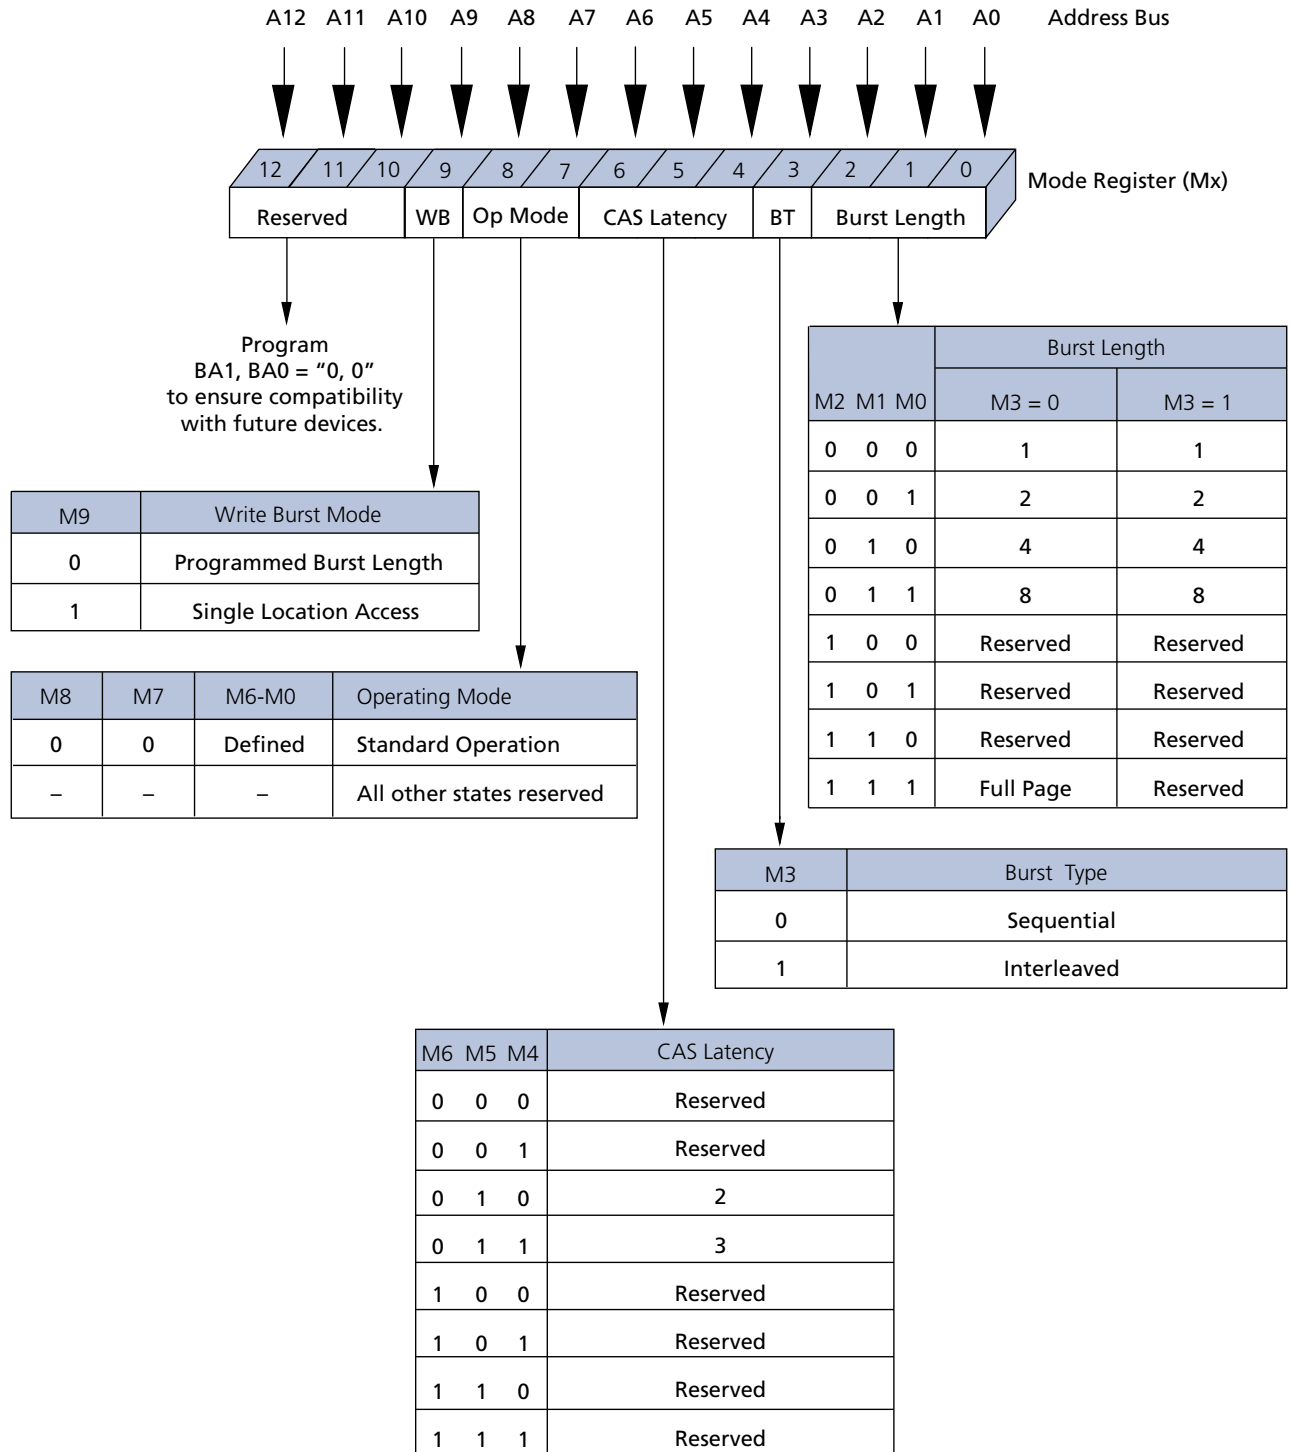 A12 A11 A10 A9 A8 A7 A6 A5 A4 A3 A2 A1 A0 Address Bus
12 11 10 9 8 7 6 5 4 3 2 1 0
Mode Register (Mx)
Reserved WB Op Mode CAS Latency BT Burst Length
Program
BA1, BA0 = “0, 0”
to ensure compatibility
with future devices.
Burst Length
M2 M1 M0 M3 = 0 M3 = 1
0 0 0 1 1
0 0 1 2 2
0 1 0 4 4
0 1 1 8 8
1 0 0 Reserved Reserved
1 0 1 Reserved Reserved
1 1 0 Reserved Reserved
1 1 1 Full Page Reserved
M9 Write Burst Mode
0 Programmed Burst Length
1 Single Location Access
M8 M7 M6-M0 Operating Mode
0 0 Defined Standard Operation
– – – All other states reserved
M3 Burst Type
0 Sequential
1 Interleaved
M6 M5 M4 CAS Latency
0 0 0 Reserved
0 0 1 Reserved
0 1 0 2
0 1 1 3
1 0 0 Reserved
1 0 1 Reserved
1 1 0 Reserved
1 1 1 Reserved